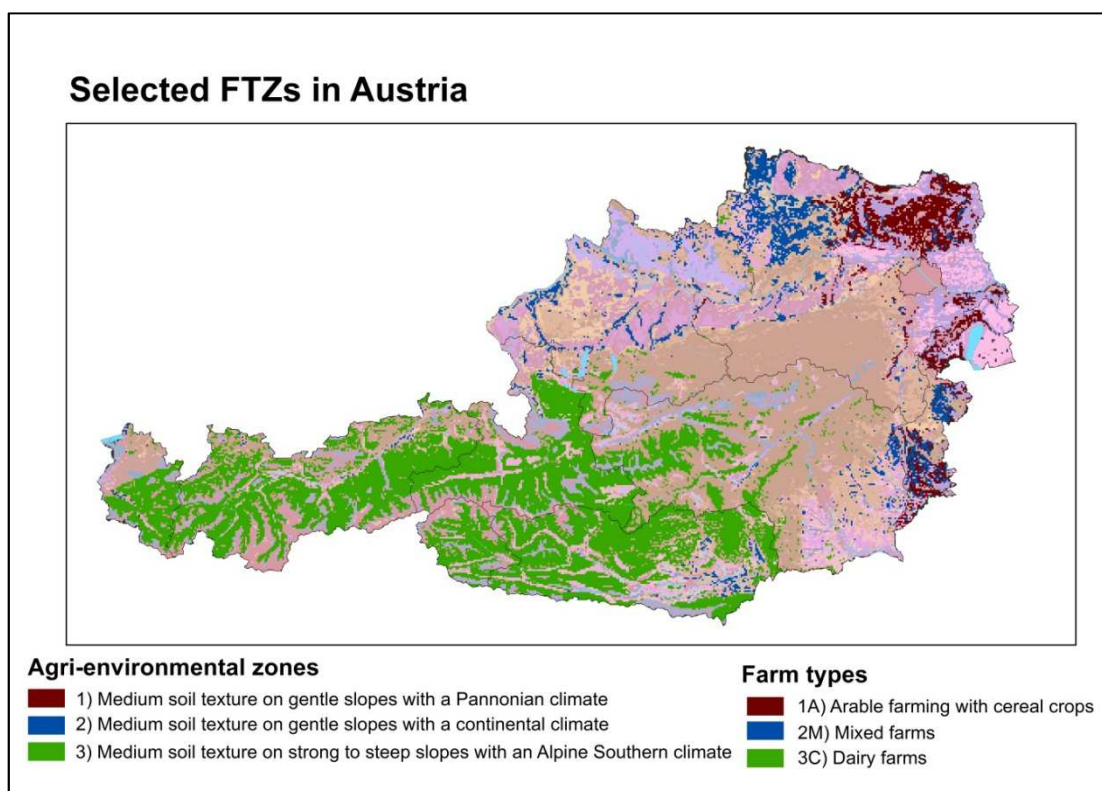 Selected FTZs in Austria
Agri-environmental zones
1) Medium soil texture on gentle slopes with a Pannonian climate
2) Medium soil texture on gentle slopes with a continental climate
3) Medium soil texture on strong to steep slopes with an Alpine Southern climate
Farm types
1A) Arable farming with cereal crops
2M) Mixed farms
3C) Dairy farms